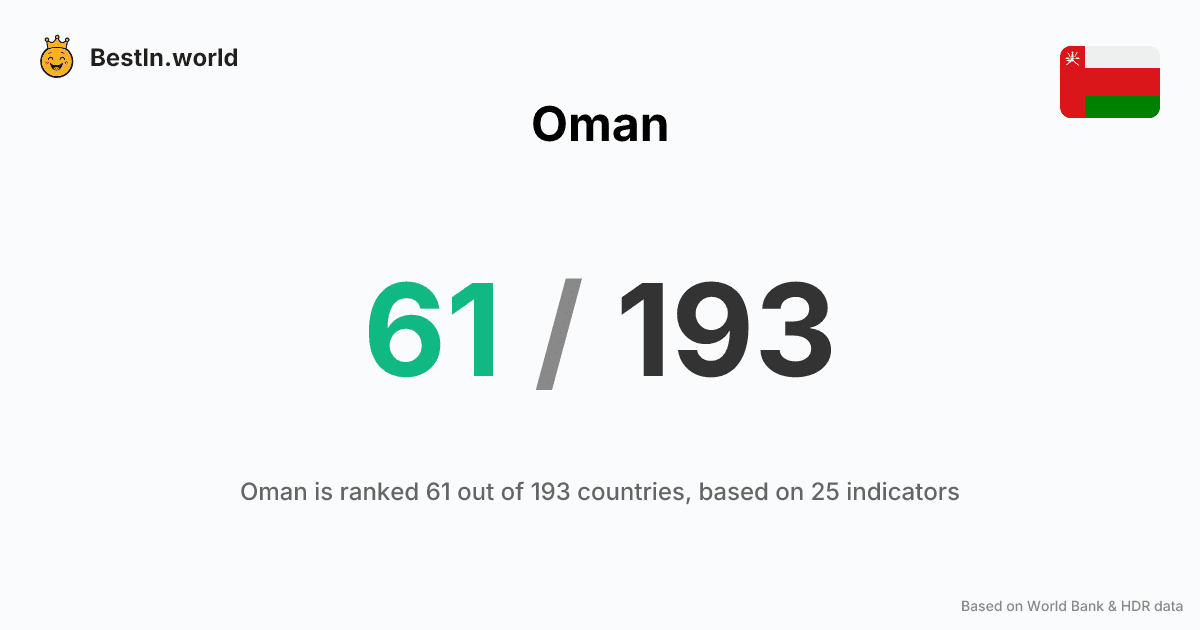 BestIn.world
Oman
61 / 193
Oman is ranked 61 out of 193 countries, based on 25 indicators
Based on World Bank & HDR data